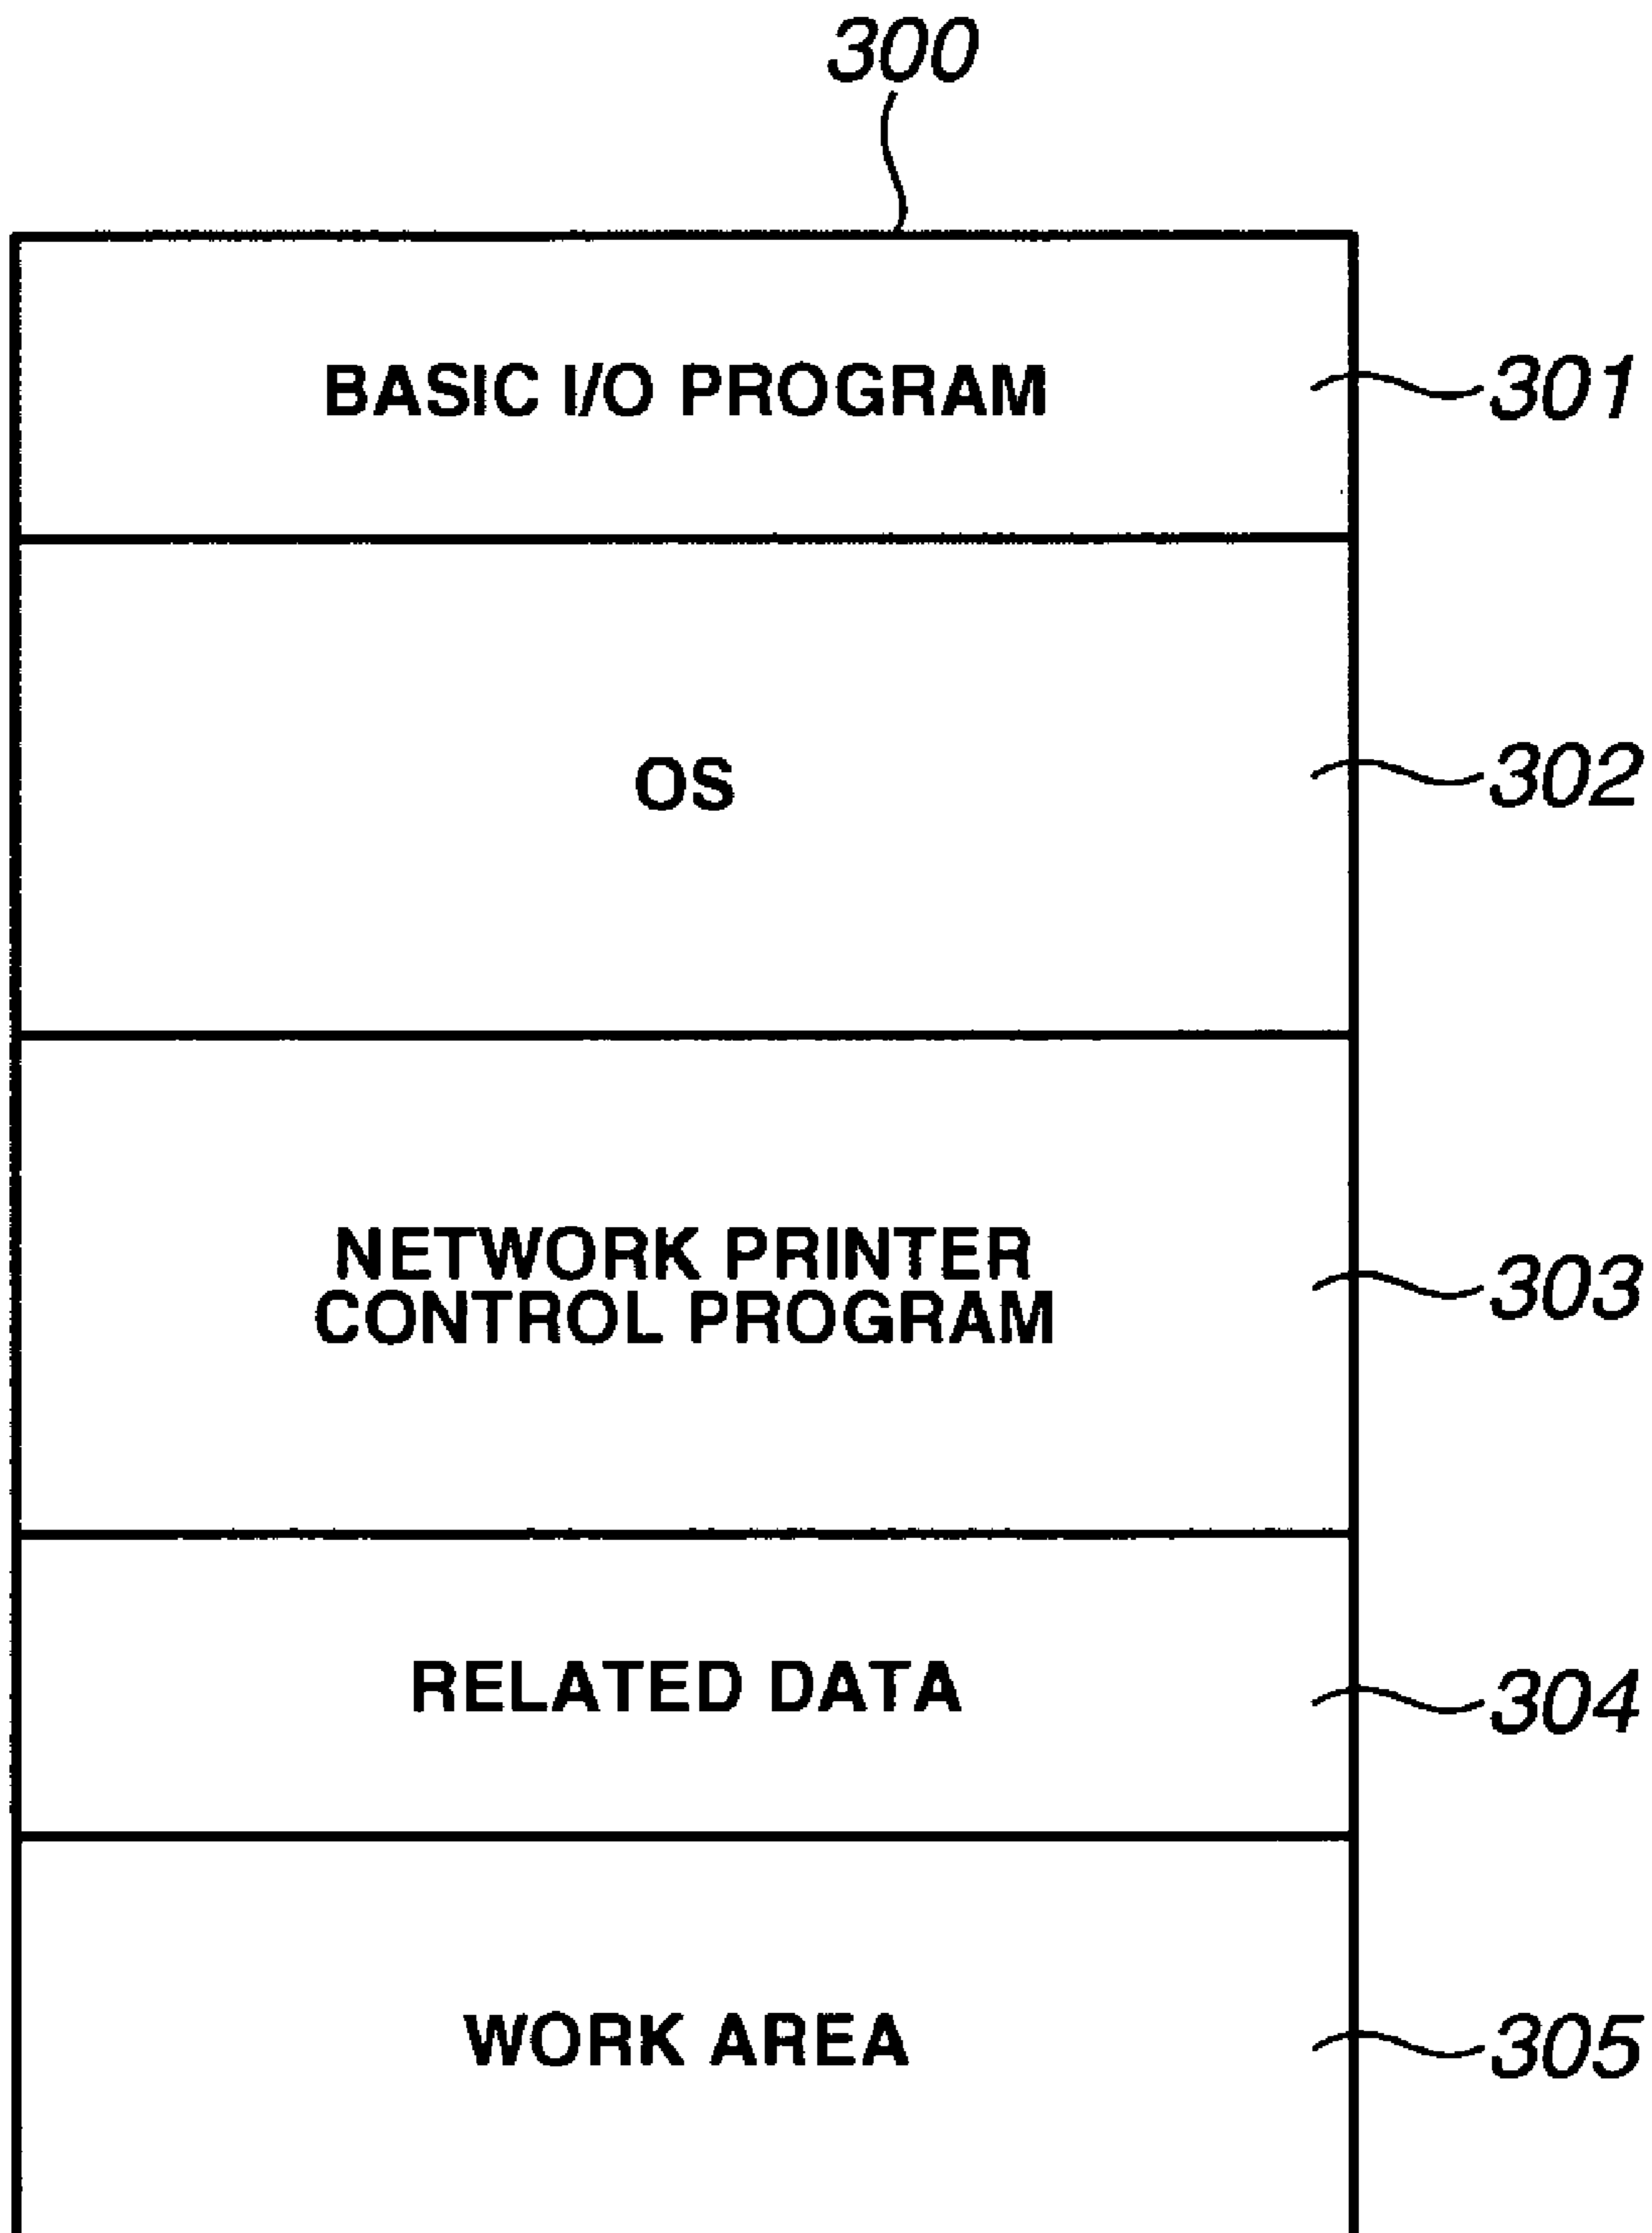 300
BASIC I/O PROGRAM
301
OS
302
NETWORK PRINTER
CONTROL PROGRAM
303
RELATED DATA
304
WORK AREA
305